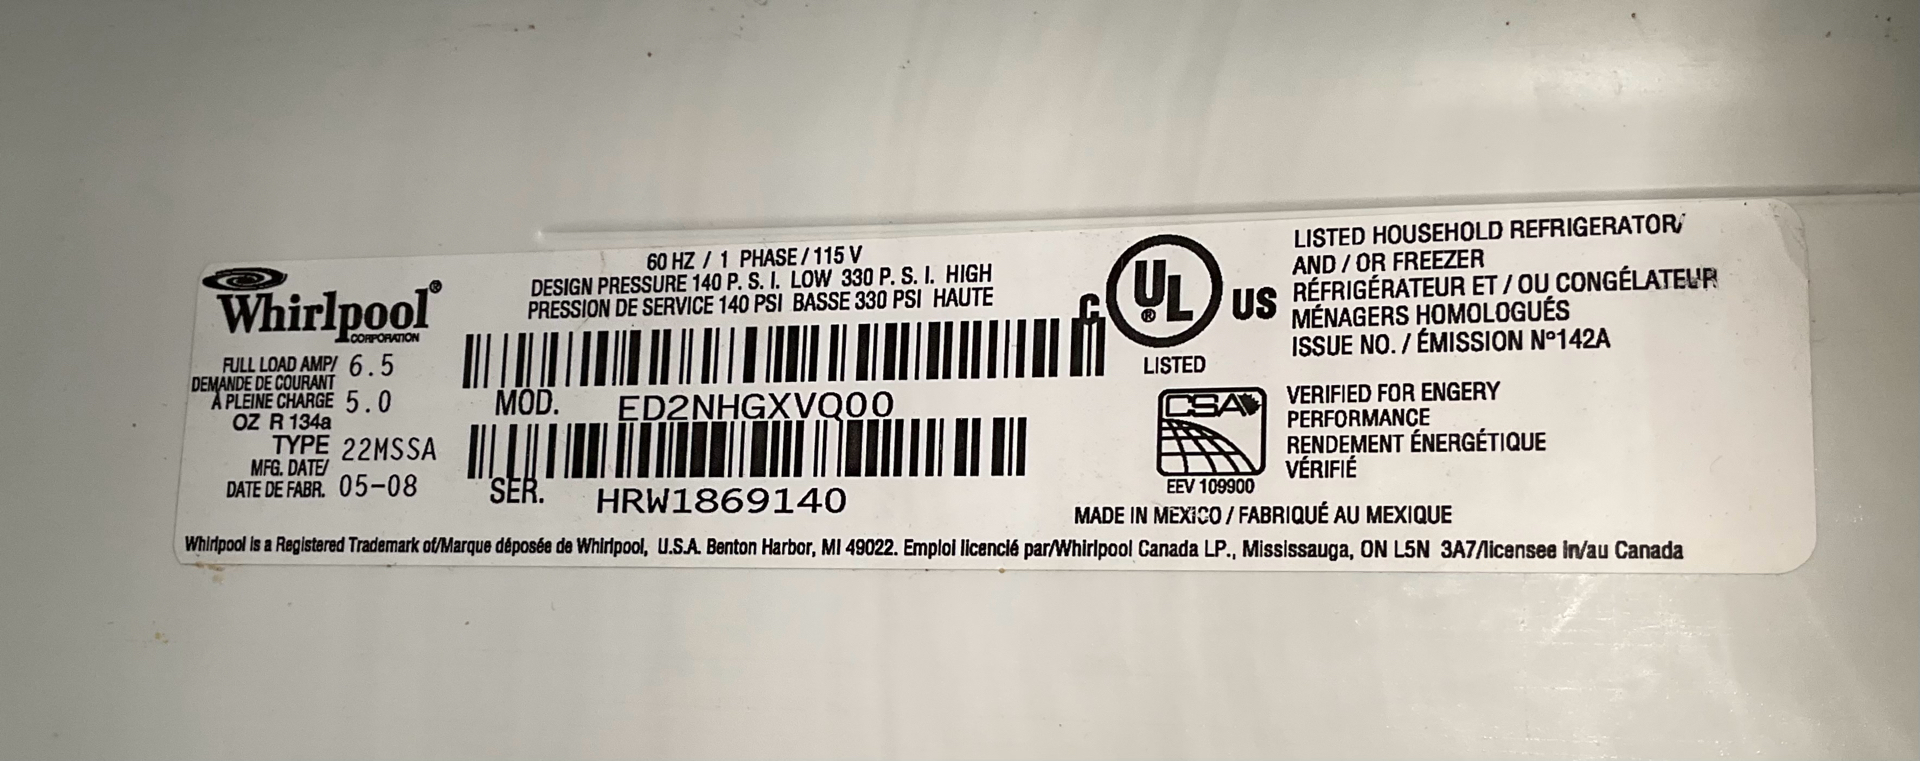 Whirlpool®
CORPORATION
FULL LOAD AMP/ 6.5
DEMANDE DE COURANT
À PLEINE CHARGE 5.0
OZ R 134a
TYPE 22MSSA
MFG. DATE/
DATE DE FABR. 05-08
60 HZ / 1 PHASE / 115 V
DESIGN PRESSURE 140 P. S. I. LOW 330 P. S. I. HIGH
PRESSION DE SERVICE 140 PSI BASSE 330 PSI HAUTE
MOD. ED2NHGXVQ00
SER. HRW1869140
C UL® US
LISTED
LISTED HOUSEHOLD REFRIGERATOR/
AND / OR FREEZER
RÉFRIGÉRATEUR ET / OU CONGÉLATEUR
MÉNAGERS HOMOLOGUÉS
ISSUE NO. / ÉMISSION Nº142A
CSA
EEV 109900
VERIFIED FOR ENGERY
PERFORMANCE
RENDEMENT ÉNERGÉTIQUE
VÉRIFIÉ
MADE IN MEXICO / FABRIQUÉ AU MEXIQUE
Whirlpool is a Registered Trademark of/Marque déposée de Whirlpool, U.S.A. Benton Harbor, MI 49022. Emploi licenclé par/Whirlpool Canada LP., Mississauga, ON L5N 3A7/licensee in/au Canada